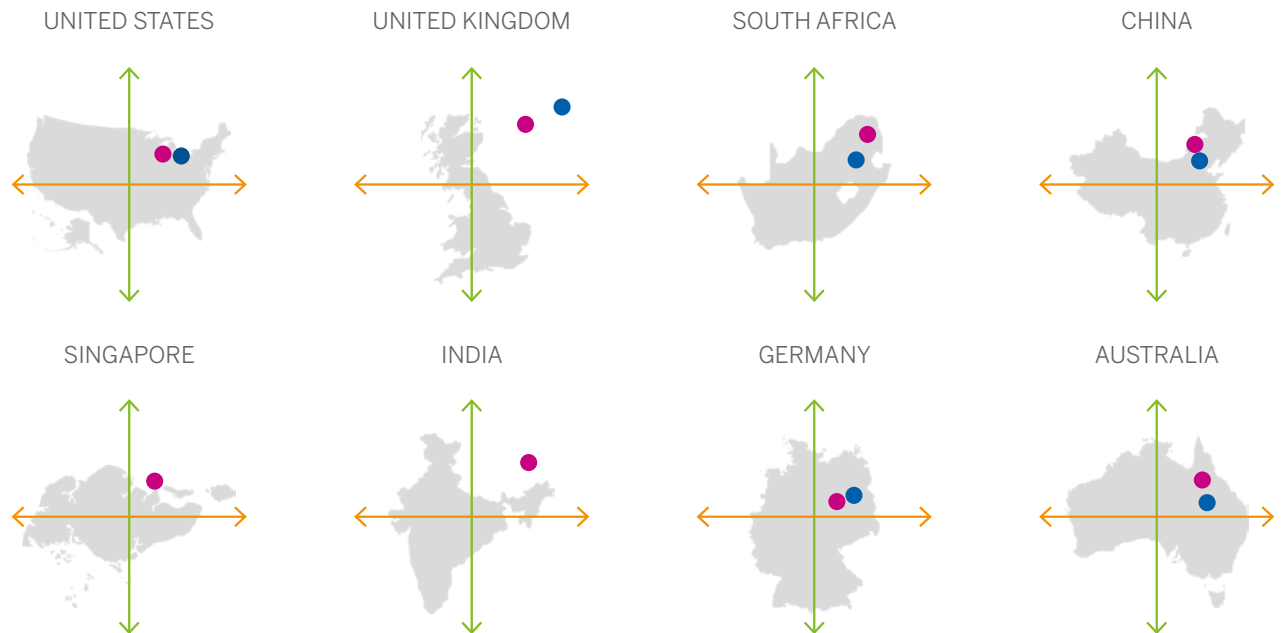 UNITED STATES
UNITED KINGDOM
SOUTH AFRICA
CHINA
SINGAPORE
INDIA
GERMANY
AUSTRALIA